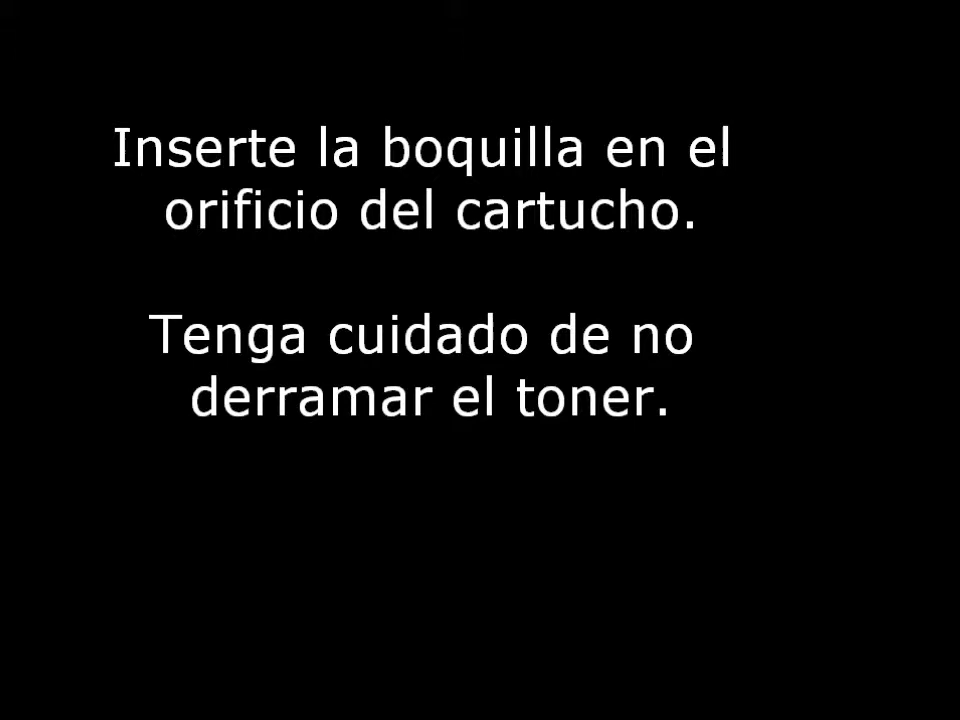 Inserte la boquilla en el
orificio del cartucho.
Tenga cuidado de no
derramar el toner.